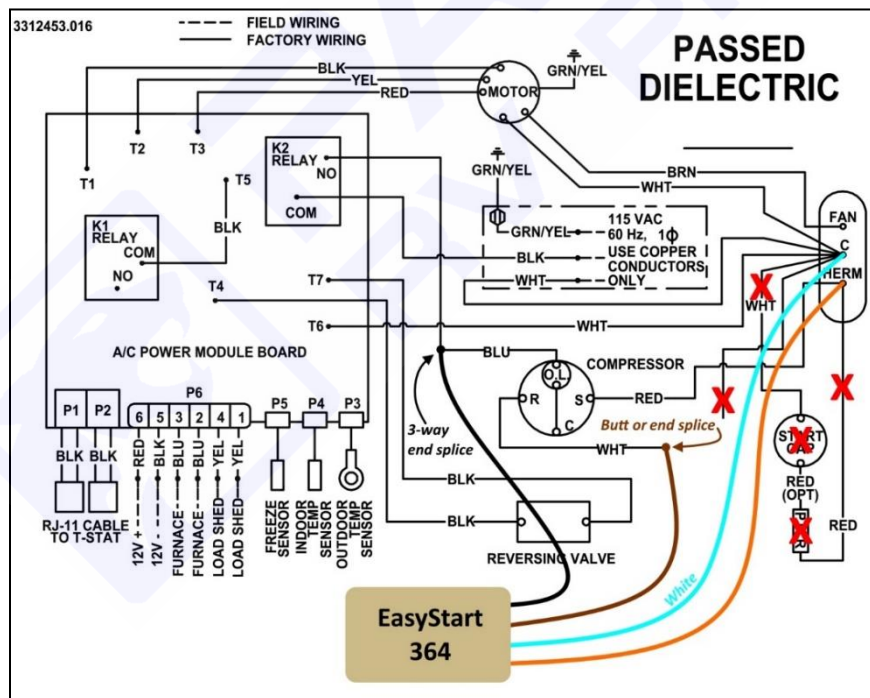 3312453.016
FIELD WIRING
FACTORY WIRING
PASSED
DIELECTRIC
BLK
YEL
RED
MOTOR
GRN/YEL
T1
T2
T3
T5
BLK
K1
RELAY
COM
NO
K2
RELAY
NO
COM
GRN/YEL
BRN
WHT
GRN/YEL
BLK
WHT
115 VAC
60 Hz, 1ϕ
USE COPPER
CONDUCTORS
ONLY
FAN
C
HERM
T7
T4
T6
WHT
WHT
A/C POWER MODULE BOARD
BLU
COMPRESSOR
O.L.
R
S
C
RED
WHT
3-way
end splice
Butt or end splice
START
CAP
RED
(OPT)
RED
P1
P2
P6
6
5
3
2
4
1
P5
P4
P3
BLK
BLK
RJ-11 CABLE
TO T-STAT
RED
BLK
BLU
BLU
YEL
YEL
12V +
12V -
FURNACE
FURNACE
LOAD SHED
LOAD SHED
FREEZE
SENSOR
INDOOR
TEMP
SENSOR
OUTDOOR
TEMP
SENSOR
BLK
BLK
REVERSING VALVE
White
EasyStart
364